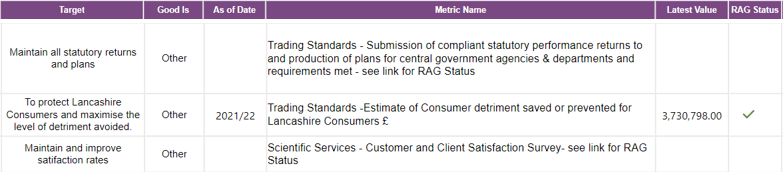 Target Good Is As of Date Metric Name Latest Value RAG Status
Maintain all statutory returns
and plans
Other
Trading Standards - Submission of compliant statutory performance returns to
and production of plans for central government agencies & departments and
requirements met - see link for RAG Status
To protect Lancashire
Consumers and maximise the
level of detriment avoided.
Other
2021/22
Trading Standards -Estimate of Consumer detriment saved or prevented for
Lancashire Consumers £
3,730,798.00
Maintain and improve
satifaction rates
Other
Scientific Services - Customer and Client Satisfaction Survey- see link for RAG
Status